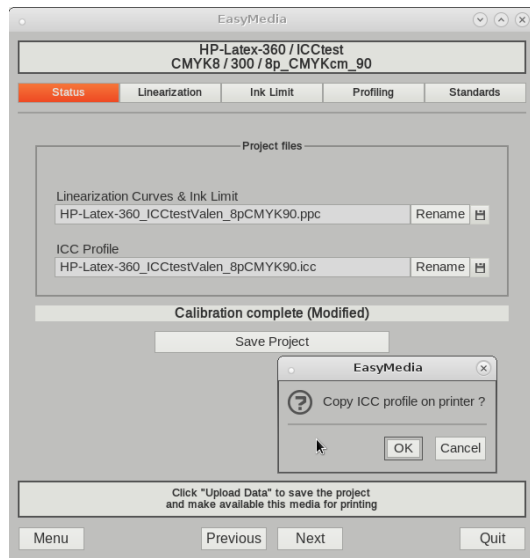 EasyMedia
HP-Latex-360 / ICCtest
CMYK8 / 300 / 8p_CMYKcm_90
Status Linearization Ink Limit Profiling Standards
Project files
Linearization Curves & Ink Limit
HP-Latex-360_ICCtestValen_8pCMYK90.ppc Rename
ICC Profile
HP-Latex-360_ICCtestValen_8pCMYK90.icc Rename
Calibration complete (Modified)
Save Project
EasyMedia
Copy ICC profile on printer ?
OK Cancel
Click "Upload Data" to save the project
and make available this media for printing
Menu Previous Next Quit